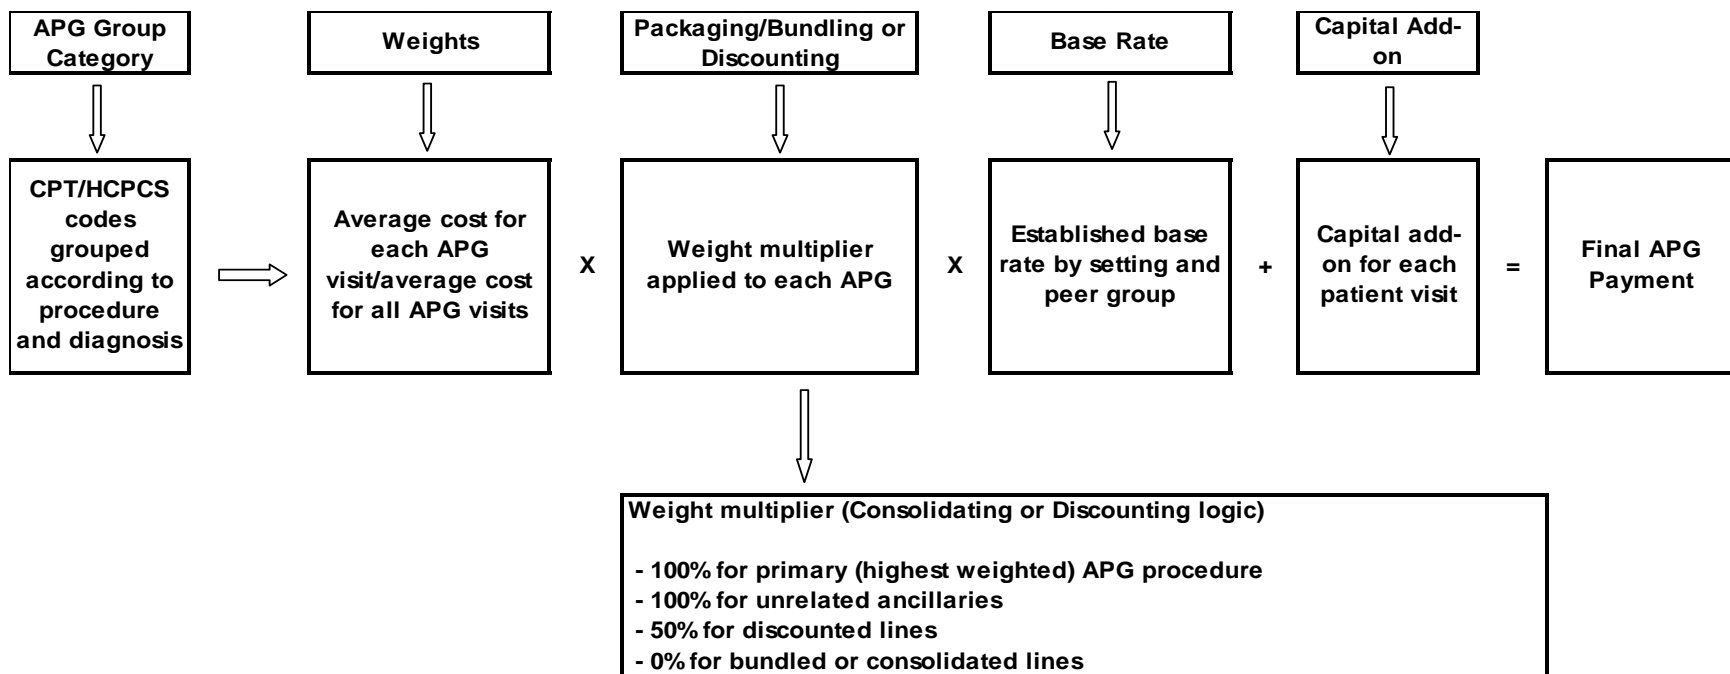 APG Group
Category
Weights
Packaging/Bundling or
Discounting
Base Rate
Capital Add-
on
CPT/HCPCS
codes
grouped
according to
procedure
and diagnosis
Average cost for
each APG
visit/average cost
for all APG visits
X
Weight multiplier
applied to each APG
X
Established base
rate by setting and
peer group
+
Capital add-
on for each
patient visit
=
Final APG
Payment
Weight multiplier (Consolidating or Discounting logic)
- 100% for primary (highest weighted) APG procedure
- 100% for unrelated ancillaries
- 50% for discounted lines
- 0% for bundled or consolidated lines